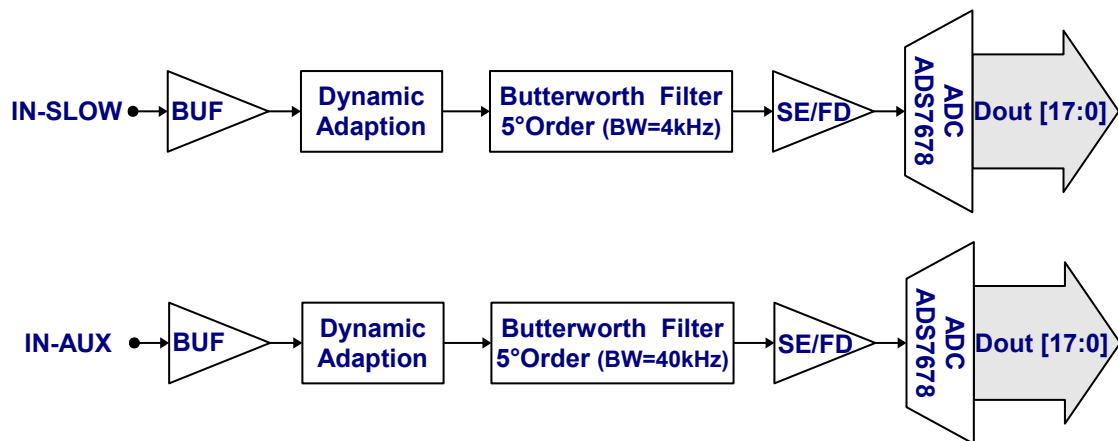 IN-SLOW
BUF
Dynamic
Adaption
Butterworth Filter
5°Order (BW=4kHz)
SE/FD
ADC
ADS7678
Dout [17:0]
IN-AUX
BUF
Dynamic
Adaption
Butterworth Filter
5°Order (BW=40kHz)
SE/FD
ADC
ADS7678
Dout [17:0]